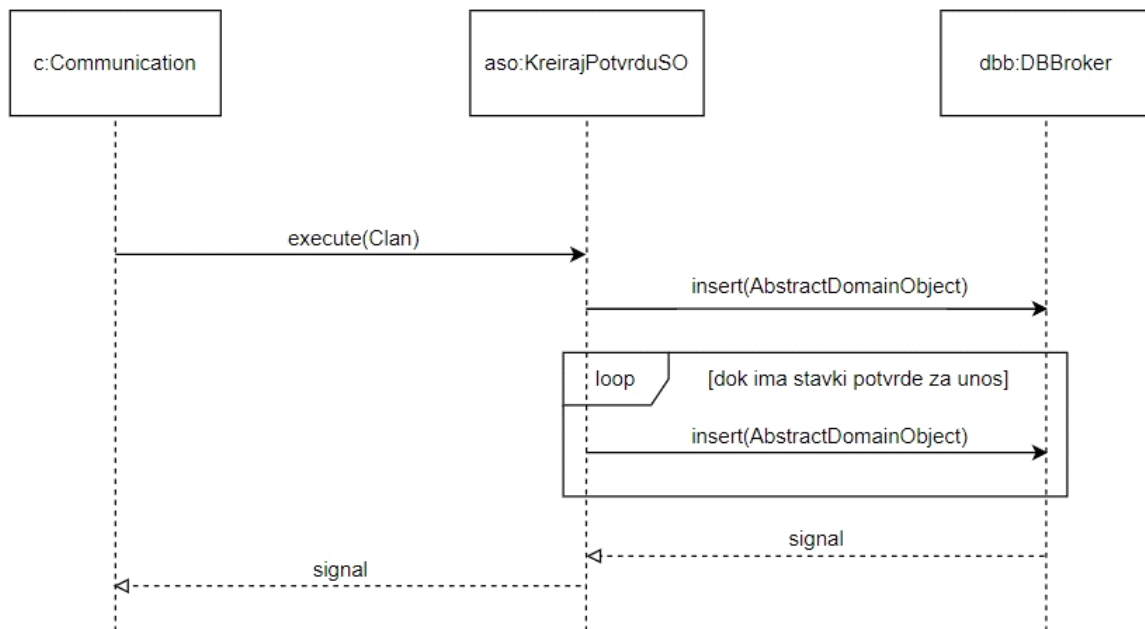 c:Communication
aso:KreirajPotvrduSO
dbb:DBBroker
execute(Clan)
insert(AbstractDomainObject)
loop
[dok ima stavki potvrde za unos]
insert(AbstractDomainObject)
signal
signal